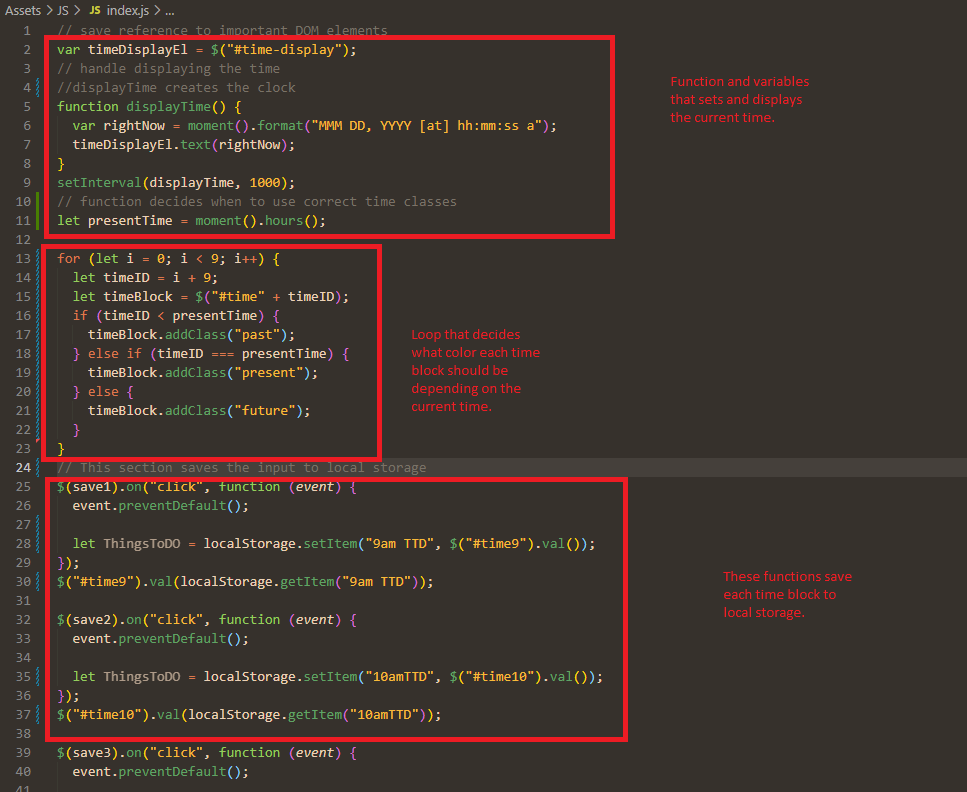 Assets > JS > JS index.js > ...
1 // save reference to important DOM elements
2 var timeDisplayEl = $("#time-display");
3 // handle displaying the time
4 //displayTime creates the clock
5 function displayTime() {
6 var rightNow = moment().format("MMM DD, YYYY [at] hh:mm:ss a");
7 timeDisplayEl.text(rightNow);
8 }
9 setInterval(displayTime, 1000);
10 // function decides when to use correct time classes
11 let presentTime = moment().hours();
12
Function and variables
that sets and displays
the current time.
13 for (let i = 0; i < 9; i++) {
14 let timeID = i + 9;
15 let timeBlock = $("#time" + timeID);
16 if (timeID < presentTime) {
17 timeBlock.addClass("past");
18 } else if (timeID === presentTime) {
19 timeBlock.addClass("present");
20 } else {
21 timeBlock.addClass("future");
22 }
23 }
Loop that decides
what color each time
block should be
depending on the
current time.
24 // This section saves the input to local storage
25 $(save1).on("click", function (event) {
26 event.preventDefault();
27
28 let ThingsToDO = localStorage.setItem("9am TTD", $("#time9").val());
29 });
30 $("#time9").val(localStorage.getItem("9am TTD"));
31
32 $(save2).on("click", function (event) {
33 event.preventDefault();
34
35 let ThingsToDO = localStorage.setItem("10amTTD", $("#time10").val());
36 });
37 $("#time10").val(localStorage.getItem("10amTTD"));
38
These functions save
each time block to
local storage.
39 $(save3).on("click", function (event) {
40 event.preventDefault();
41